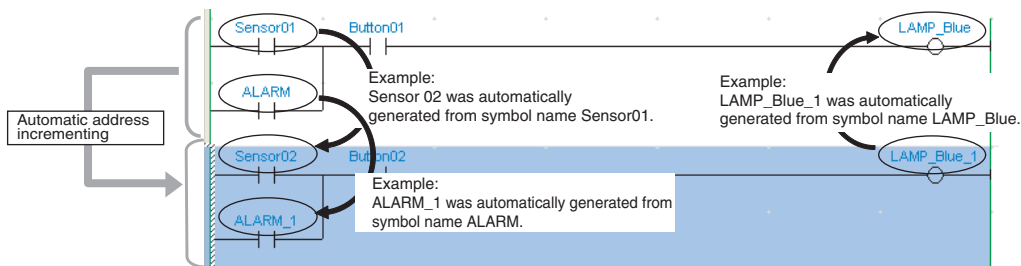 Sensor01
Button01
LAMP_Blue
Example:
Sensor 02 was automatically
generated from symbol name Sensor01.
Example:
LAMP_Blue_1 was automatically
generated from symbol name LAMP_Blue.
ALARM
Automatic address
incrementing
Sensor02
Button02
LAMP_Blue_1
Example:
ALARM_1 was automatically generated from
symbol name ALARM.
ALARM_1